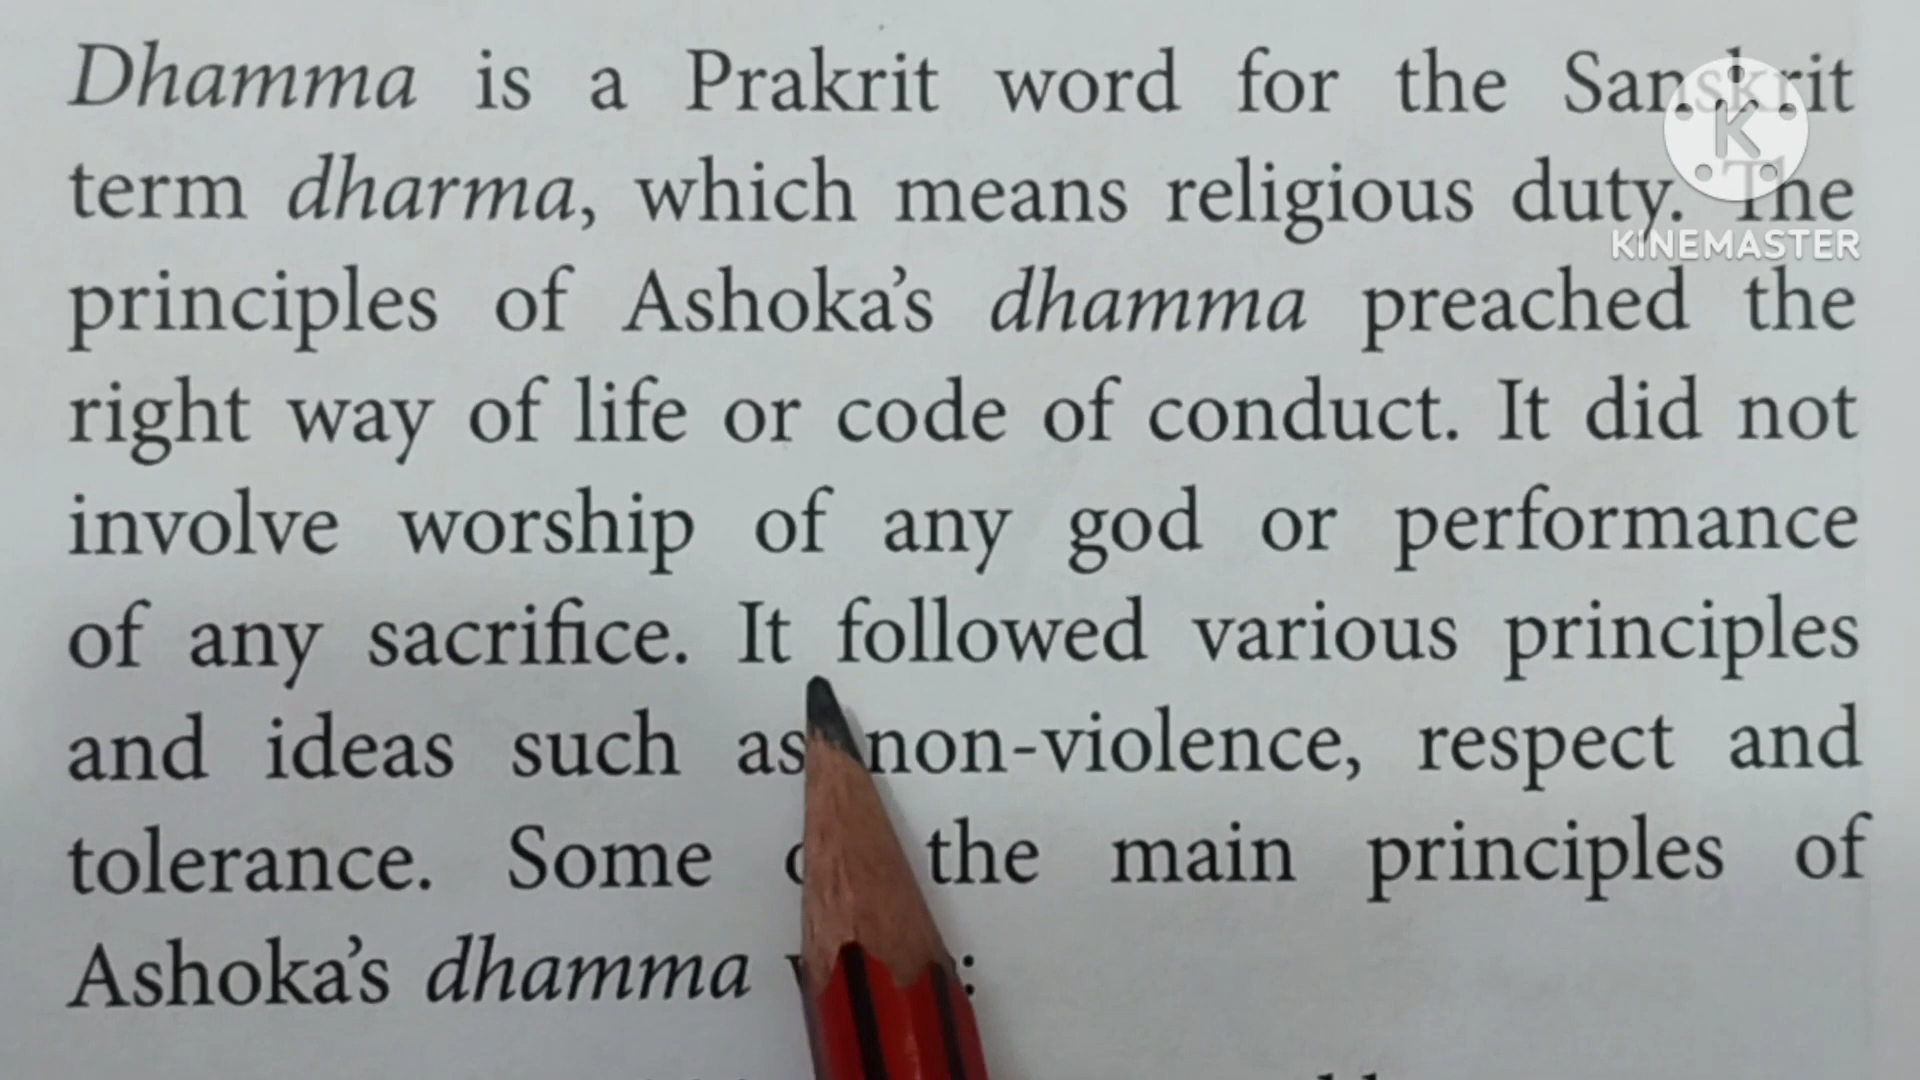 Dhamma is a Prakrit word for the Sanskrit
term dharma, which means religious duty. The
principles of Ashoka's dhamma preached the
right way of life or code of conduct. It did not
involve worship of any god or performance
of any sacrifice. It followed various principles
and ideas such as non-violence, respect and
tolerance. Some the main principles of
Ashoka's dhamma :
K
KINEMASTER